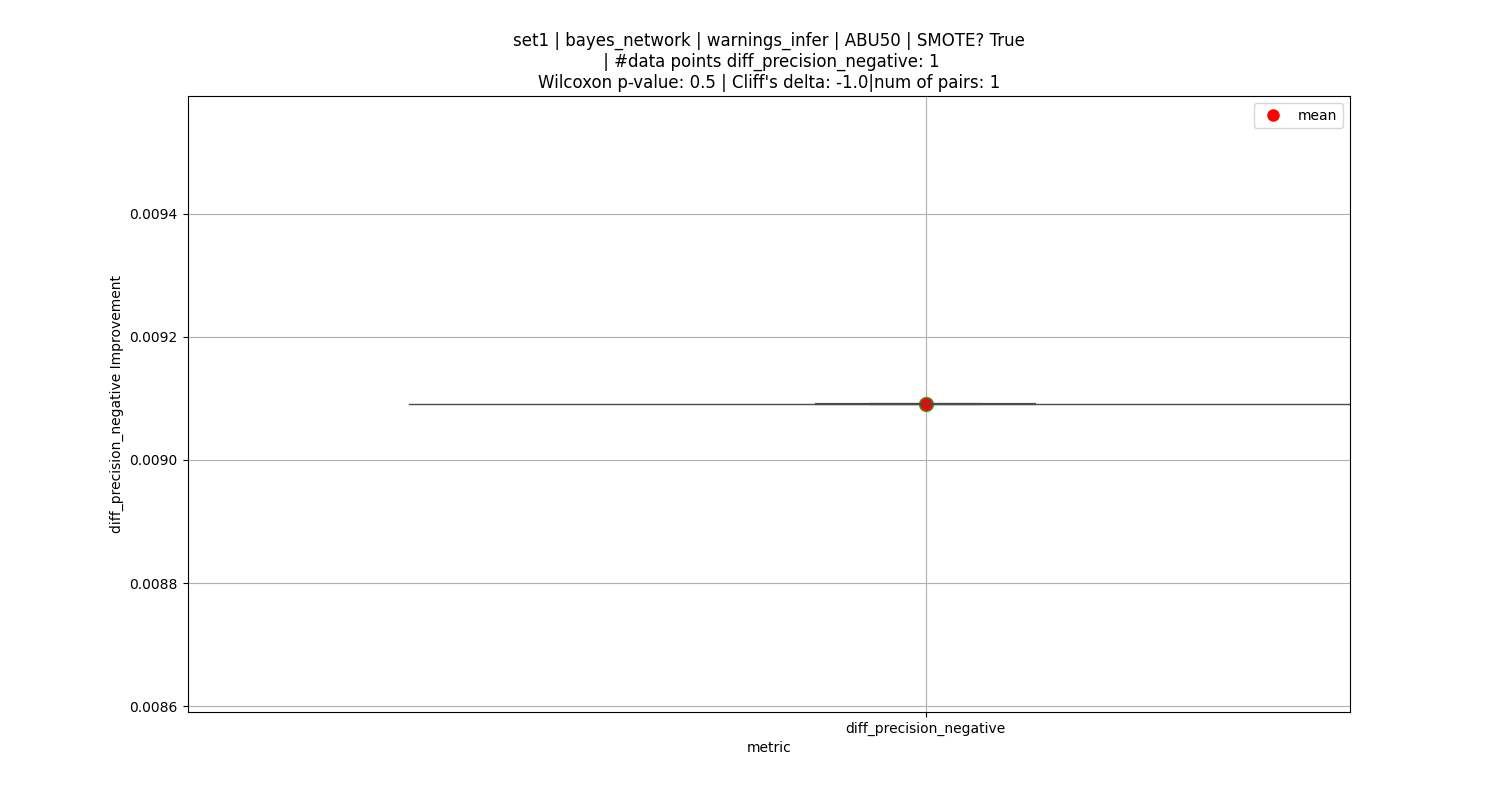 set1 | bayes_network | warnings_infer | ABU50 | SMOTE? True
| #data points diff_precision_negative: 1
Wilcoxon p-value: 0.5 | Cliff's delta: -1.0|num of pairs: 1
mean
diff_precision_negative Improvement
0.0094
0.0092
0.0090
0.0088
0.0086
diff_precision_negative
metric